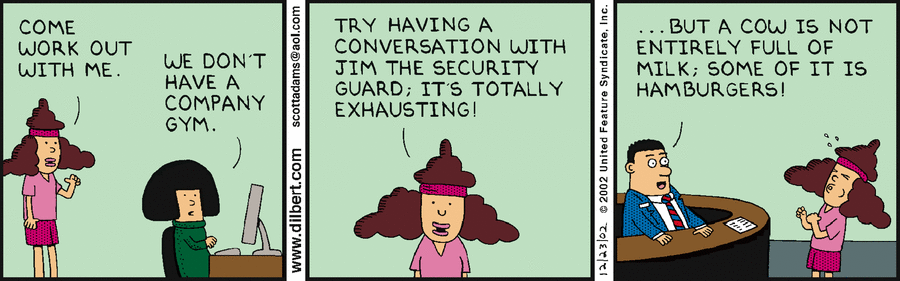 COME
WORK OUT
WITH ME.
WE DON'T
HAVE A
COMPANY
GYM.
www.dilbert.com scottadams@aol.com
TRY HAVING A
CONVERSATION WITH
JIM THE SECURITY
GUARD; IT'S TOTALLY
EXHAUSTING!
12/23/02 © 2002 United Feature Syndicate, Inc.
...BUT A COW IS NOT
ENTIRELY FULL OF
MILK; SOME OF IT IS
HAMBURGERS!